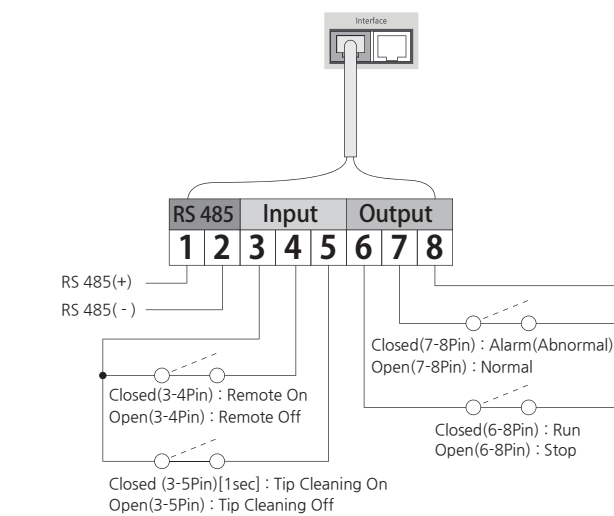 Interface
RS 485 Input Output
1 2 3 4 5 6 7 8
RS 485(+)
RS 485( - )
Closed(7-8Pin) : Alarm(Abnormal)
Open(7-8Pin) : Normal
Closed(3-4Pin) : Remote On
Open(3-4Pin) : Remote Off
Closed(6-8Pin) : Run
Open(6-8Pin) : Stop
Closed (3-5Pin)[1sec] : Tip Cleaning On
Open(3-5Pin) : Tip Cleaning Off